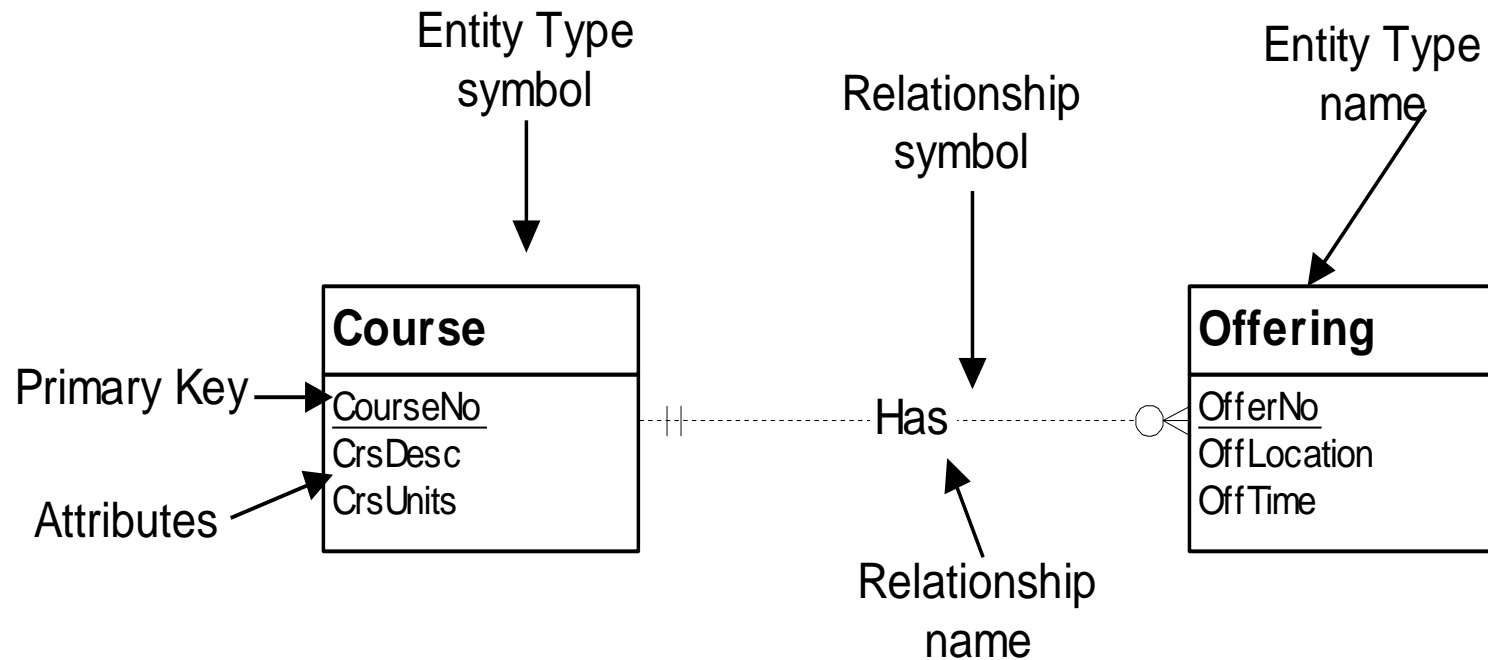 Entity Type
symbol
Relationship
symbol
Entity Type
name
Course
Primary Key
CourseNo
CrsDesc
CrsUnits
Attributes
Has
Offering
OfferNo
OffLocation
OffTime
Relationship
name